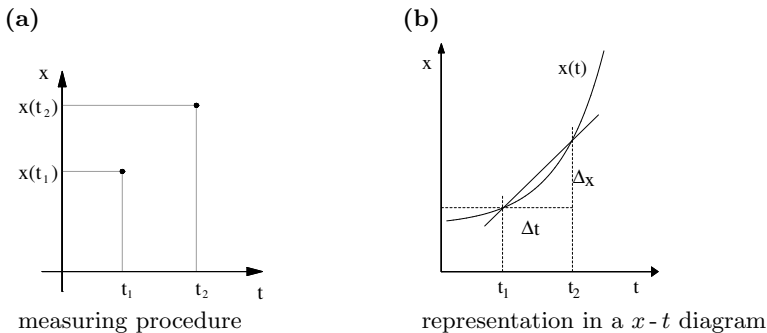 (a)
x
x(t₂)
x(t₁)
t₁ t₂ t
measuring procedure
(b)
x
x(t)
Δx
Δt
t₁ t₂ t
representation in a x-t diagram